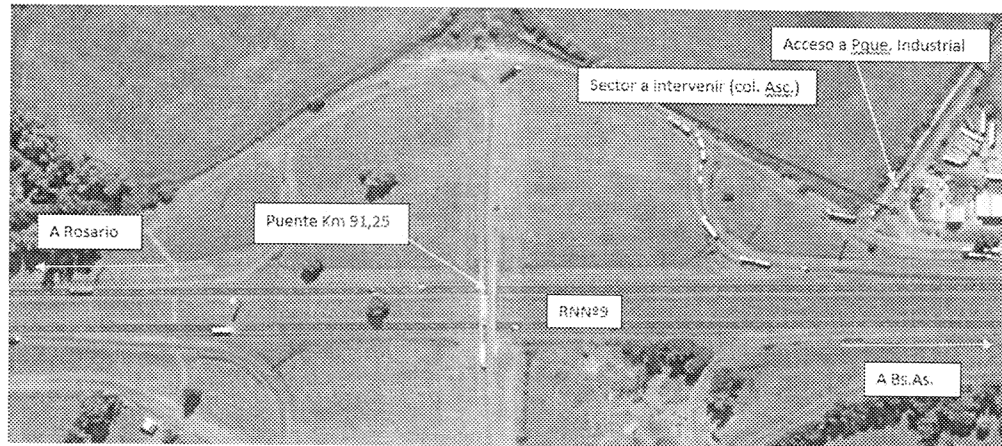 Acceso a Pque. Industrial
Sector a intervenir (col. Asc.)
Puente Km 91,25
A Rosario
RNNº9
A Bs.As.